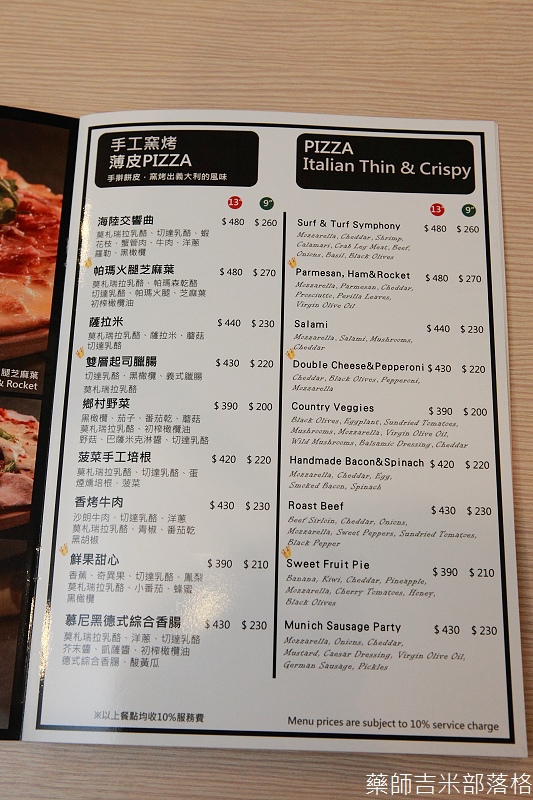 腿芝麻葉
& Rocket
手工窯烤
薄皮PIZZA
手擀餅皮．窯烤出義大利的風味
13" 9"
海陸交響曲 $ 480 $ 260
莫札瑞拉乳酪、切達乳酪、蝦
花枝、蟹管肉、牛肉、洋蔥
羅勒、黑橄欖
帕瑪火腿芝麻葉 $ 480 $ 270
莫札瑞拉乳酪、帕瑪森乾酪
切達乳酪、帕瑪火腿、芝麻葉
初榨橄欖油
薩拉米 $ 440 $ 230
莫札瑞拉乳酪、薩拉米、蘑菇
切達乳酪
雙層起司臘腸 $ 430 $ 220
切達乳酪、黑橄欖、義式臘腸
莫札瑞拉乳酪
鄉村野菜 $ 390 $ 200
黑橄欖、茄子、番茄乾、蘑菇
莫札瑞拉乳酪、初榨橄欖油
野菇、巴薩米克淋醬、切達乳酪
菠菜手工培根 $ 420 $ 220
莫札瑞拉乳酪、切達乳酪、蛋
煙燻培根、菠菜
香烤牛肉 $ 430 $ 230
沙朗牛肉、切達乳酪、洋蔥
莫札瑞拉乳酪、青椒、番茄乾
黑胡椒
鮮果甜心 $ 390 $ 210
香蕉、奇異果、切達乳酪、鳳梨
莫札瑞拉乳酪、小番茄、蜂蜜
黑橄欖
慕尼黑德式綜合香腸 $ 430 $ 230
莫札瑞拉乳酪、洋蔥、切達乳酪
芥末醬、凱薩醬、初榨橄欖油
德式綜合香腸、酸黃瓜
※以上餐點均收10%服務費
PIZZA
Italian Thin & Crispy
13" 9"
Surf & Turf Symphony $ 480 $ 260
Mozzarella, Cheddar, Shrimp,
Calamari, Crab Leg Meat, Beef,
Onions, Basil, Black Olives
Parmesan, Ham&Rocket $ 480 $ 270
Mozzarella, Parmesan, Cheddar,
Prosciutto, Perilla Leaves,
Virgin Olive Oil
Salami $ 440 $ 230
Mozzarella, Salami, Mushrooms,
Cheddar
Double Cheese&Pepperoni $ 430 $ 220
Cheddar, Black Olives, Pepperoni,
Mozzarella
Country Veggies $ 390 $ 200
Black Olives, Eggplant, Sundried Tomatoes,
Mushrooms, Mozzarella, Virgin Olive Oil,
Wild Mushrooms, Balsamic Dressing, Cheddar
Handmade Bacon&Spinach $ 420 $ 220
Mozzarella, Cheddar, Egg,
Smoked Bacon, Spinach
Roast Beef $ 430 $ 230
Beef Sirloin, Cheddar, Onions,
Mozzarella, Sweet Peppers, Sundried Tomatoes,
Black Pepper
Sweet Fruit Pie $ 390 $ 210
Banana, Kiwi, Cheddar, Pineapple,
Mozzarella, Cherry Tomatoes, Honey,
Black Olives
Munich Sausage Party $ 430 $ 230
Mozzarella, Onions, Cheddar,
Mustard, Caesar Dressing, Virgin Olive Oil,
German Sausage, Pickles
Menu prices are subject to 10% service charge
藥師吉米部落格